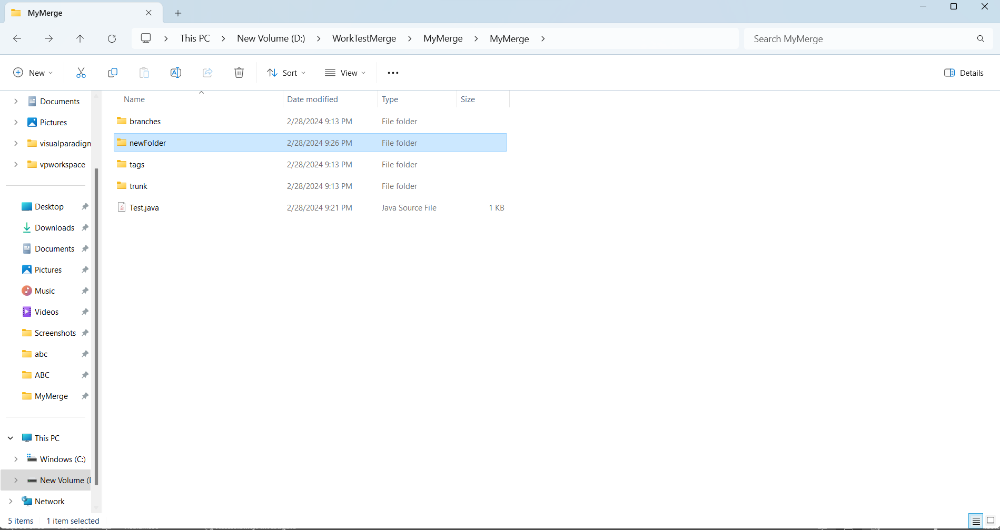 MyMerge
This PC > New Volume (D:) > WorkTestMerge > MyMerge > MyMerge >
Search MyMerge
New
Sort
View
Details
Name Date modified Type Size
branches 2/28/2024 9:13 PM File folder
newFolder 2/28/2024 9:26 PM File folder
tags 2/28/2024 9:13 PM File folder
trunk 2/28/2024 9:13 PM File folder
Test.java 2/28/2024 9:21 PM Java Source File 1 KB
Documents
Pictures
visualparadign
vpworkspace
Desktop
Downloads
Documents
Pictures
Music
Videos
Screenshots
abc
ABC
MyMerge
This PC
Windows (C:)
New Volume (
Network
5 items 1 item selected